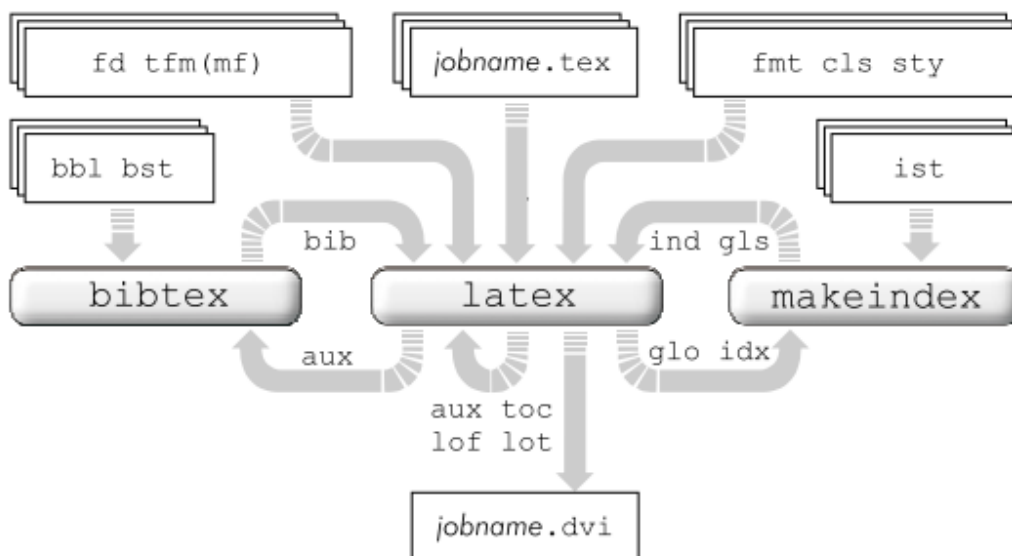 fd tfm(mf)
jobname.tex
fmt cls sty
bbl bst
ist
bib
ind gls
bibtex
latex
makeindex
aux
glo idx
aux toc
lof lot
jobname.dvi